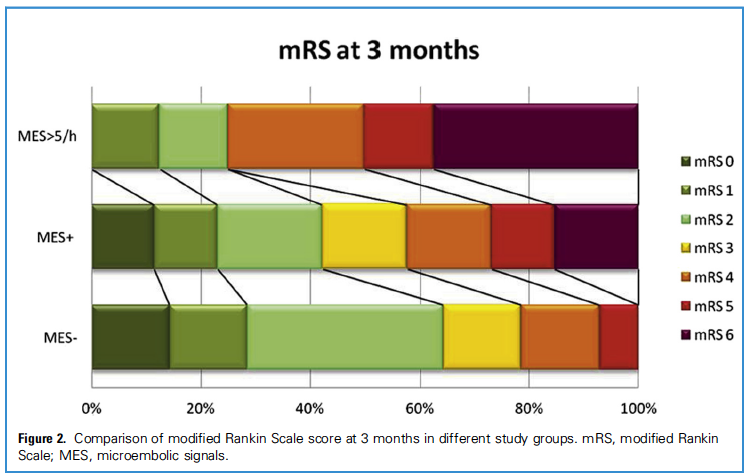 mRS at 3 months
MES>5/h
MES+
MES-
mRS 0
mRS 1
mRS 2
mRS 3
mRS 4
mRS 5
mRS 6
0%
20%
40%
60%
80%
100%
Figure 2. Comparison of modified Rankin Scale score at 3 months in different study groups. mRS, modified Rankin
Scale; MES, microembolic signals.